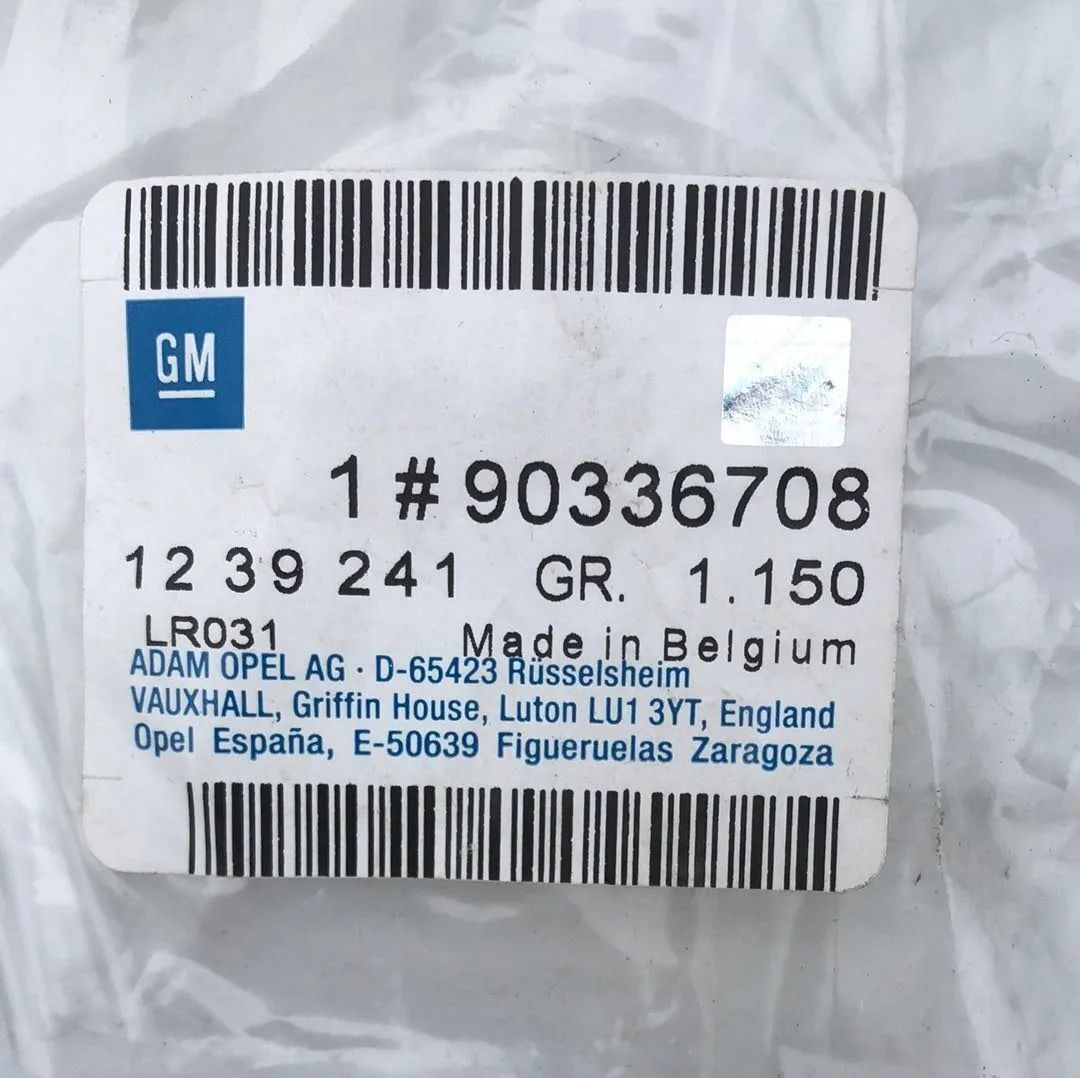 GM
1 # 90336708
12 39 241 GR. 1.150
LR031 Made in Belgium
ADAM OPEL AG · D-65423 Rüsselsheim
VAUXHALL, Griffin House, Luton LU1 3YT, England
Opel España, E-50639 Figueruelas Zaragoza